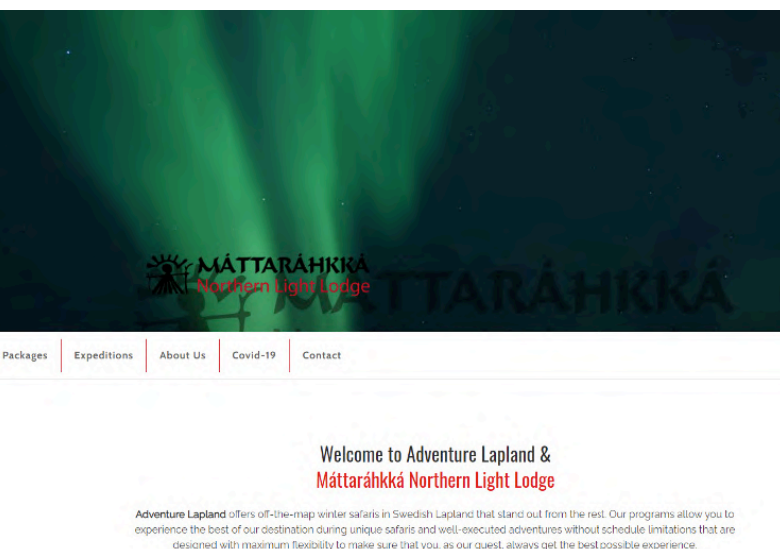 MÁTTARÁHKKÁ
Northern Light Lodge
MÁTTARÁHKKÁ
Packages
Expeditions
About Us
Covid-19
Contact
Welcome to Adventure Lapland &
Máttaráhkká Northern Light Lodge
Adventure Lapland offers off-the-map winter safaris in Swedish Lapland that stand out from the rest. Our programs allow you to
experience the best of our destination during unique safaris and well-executed adventures without schedule limitations that are
designed with maximum flexibility to make sure that you, as our guest, always get the best possible experience.